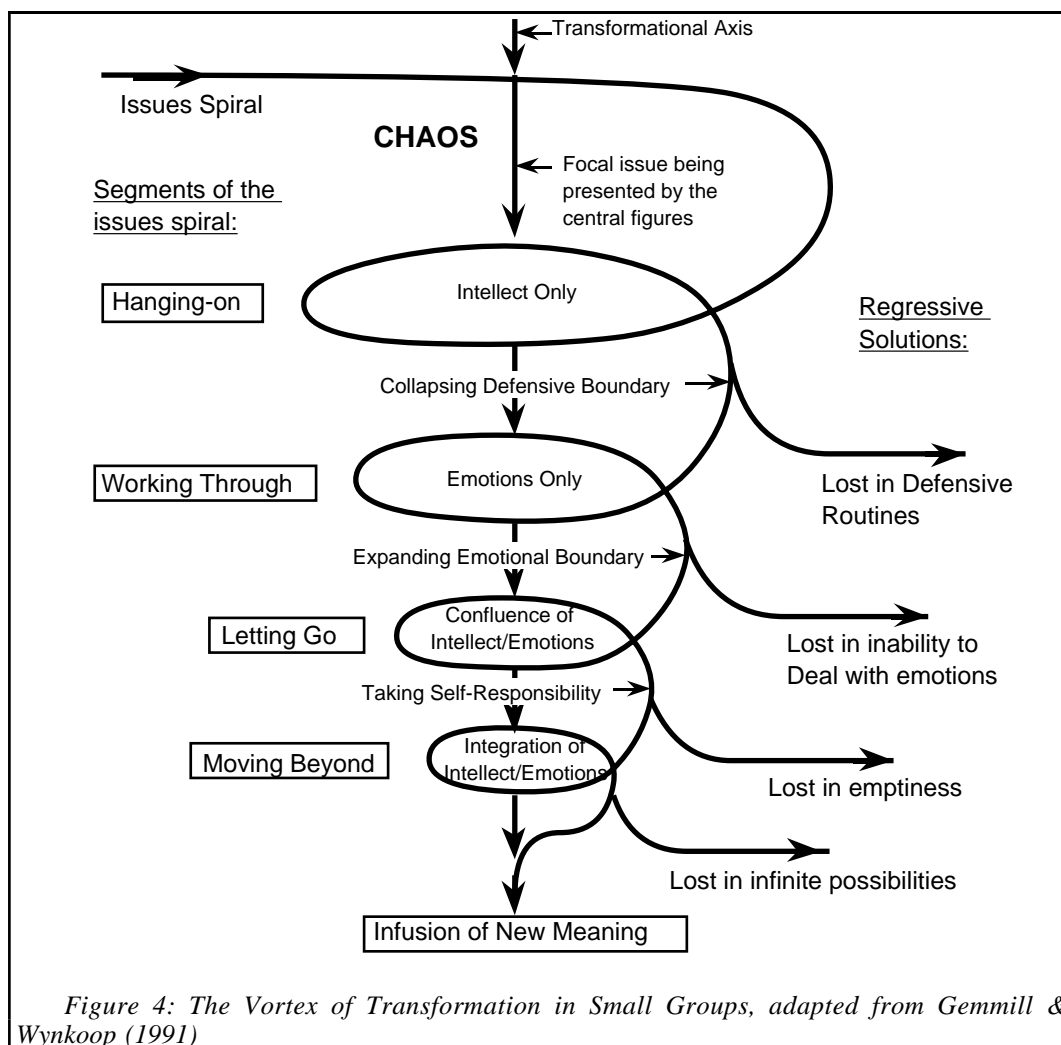 Transformational Axis
Issues Spiral
CHAOS
Focal issue being
presented by the
central figures
Segments of the
issues spiral:
Hanging-on
Intellect Only
Regressive
Solutions:
Collapsing Defensive Boundary
Working Through
Emotions Only
Lost in Defensive
Routines
Expanding Emotional Boundary
Letting Go
Confluence of
Intellect/Emotions
Lost in inability to
Deal with emotions
Taking Self-Responsibility
Moving Beyond
Integration of
Intellect/Emotions
Lost in emptiness
Lost in infinite possibilities
Infusion of New Meaning
Figure 4: The Vortex of Transformation in Small Groups, adapted from Gemmill &
Wynkoop (1991)